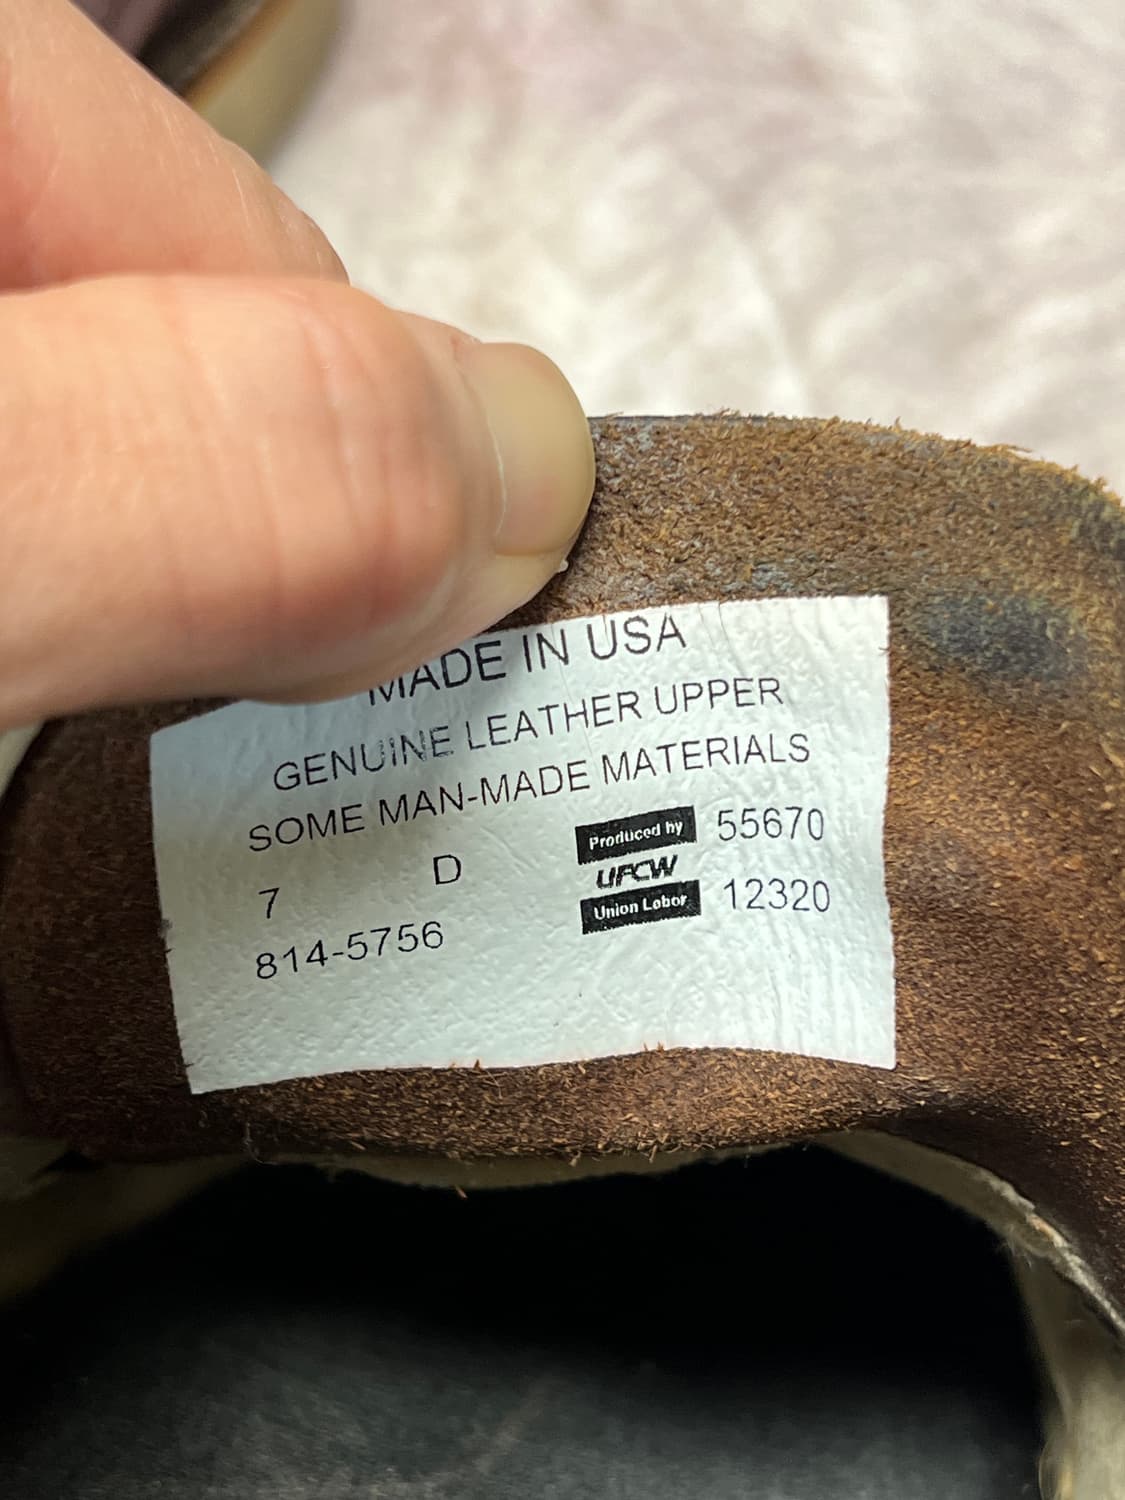 MADE IN USA
GENUINE LEATHER UPPER
SOME MAN-MADE MATERIALS
7 D
814-5756
Produced by
UFCW
Union Labor
55670
12320